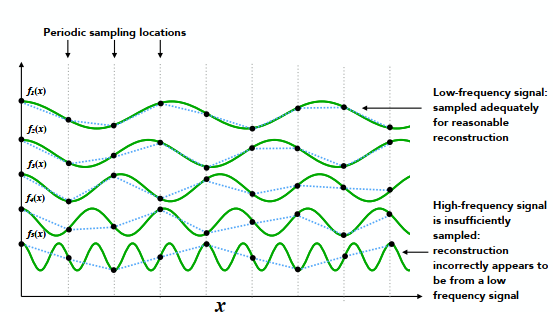 Periodic sampling locations
f₁(x)
Low-frequency signal:
sampled adequately
for reasonable
reconstruction
f₂(x)
f₃(x)
f₄(x)
High-frequency signal
is insufficiently
sampled:
reconstruction
incorrectly appears to
be from a low
frequency signal
f₅(x)
x